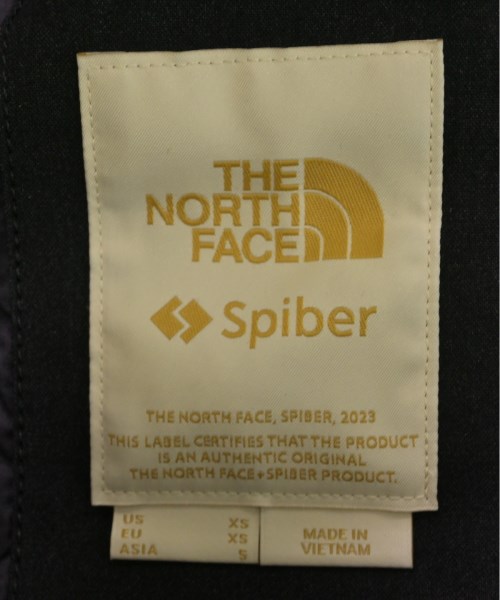 THE
NORTH
FACE
Spiber
THE NORTH FACE, SPIBER, 2023
THIS LABEL CERTIFIES THAT THE PRODUCT
IS AN AUTHENTIC ORIGINAL
THE NORTH FACE+SPIBER PRODUCT.
US XS
EU XS
ASIA S
MADE IN
VIETNAM